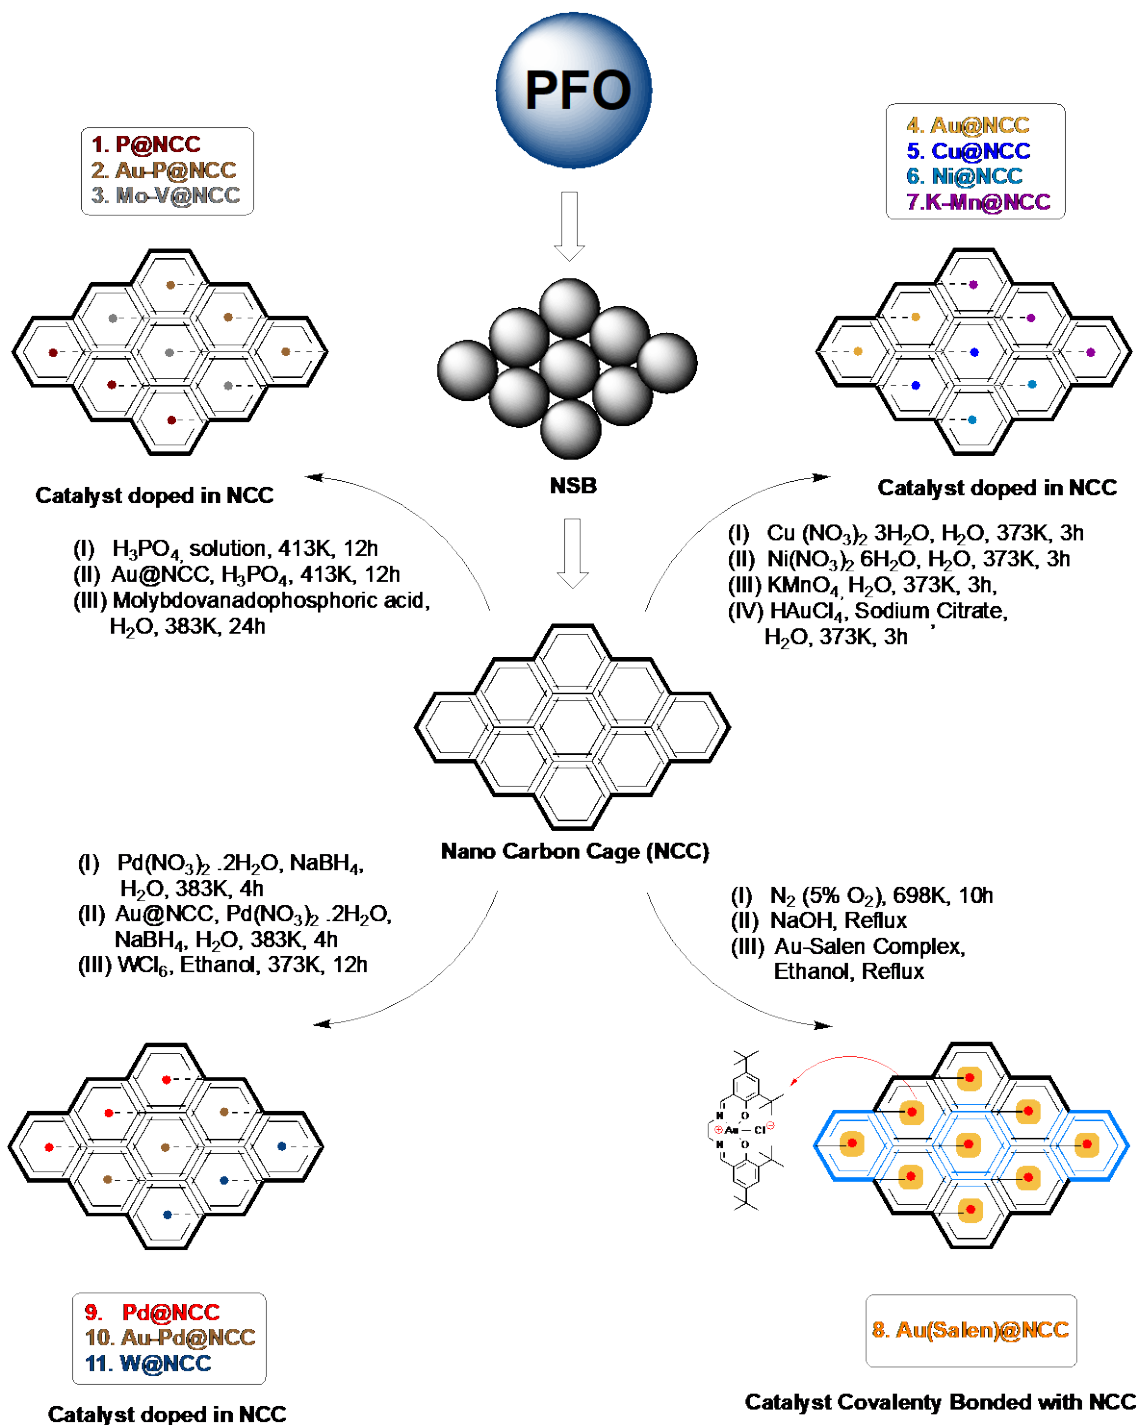 PFO
1. P@NCC
2. Au-P@NCC
3. Mo-V@NCC
4. Au@NCC
5. Cu@NCC
6. Ni@NCC
7.K-Mn@NCC
Catalyst doped in NCC
NSB
Catalyst doped in NCC
(I) H₃PO₄, solution, 413K, 12h
(II) Au@NCC, H₃PO₄, 413K, 12h
(III) Molybdovanadophosphoric acid,
H₂O, 383K, 24h
(I) Cu (NO₃)₂ 3H₂O, H₂O, 373K, 3h
(II) Ni(NO₃)₂ 6H₂O, H₂O, 373K, 3h
(III) KMnO₄, H₂O, 373K, 3h,
(IV) HAuCl₄, Sodium Citrate,
H₂O, 373K, 3h ,
Nano Carbon Cage (NCC)
(I) Pd(NO₃)₂ .2H₂O, NaBH₄,
H₂O, 383K, 4h
(II) Au@NCC, Pd(NO₃)₂ .2H₂O,
NaBH₄, H₂O, 383K, 4h
(III) WCl₆, Ethanol, 373K, 12h
(I) N₂ (5% O₂), 698K, 10h
(II) NaOH, Reflux
(III) Au-Salen Complex,
Ethanol, Reflux
N O
⊕ Au Cl ⊖
N O
9. Pd@NCC
10. Au-Pd@NCC
11. W@NCC
Catalyst doped in NCC
8. Au(Salen)@NCC
Catalyst Covalenty Bonded with NCC